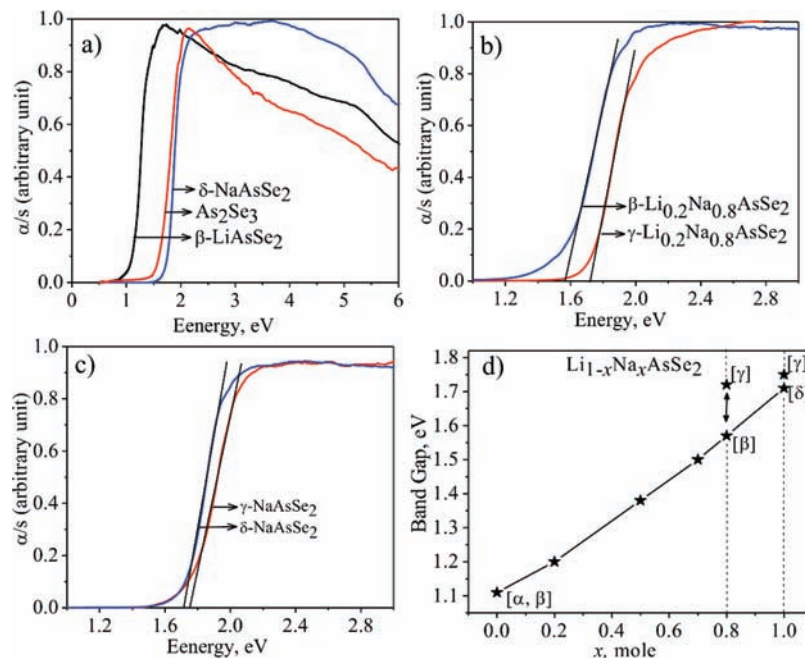 a)
α/s (arbitrary unit)
1.0
0.8
0.6
0.4
0.2
0.0
δ-NaAsSe2
As2Se3
β-LiAsSe2
0 1 2 3 4 5 6
Eenergy, eV
b)
α/s (arbitrary unit)
1.0
0.8
0.6
0.4
0.2
0.0
β-Li0.2Na0.8AsSe2
γ-Li0.2Na0.8AsSe2
1.2 1.6 2.0 2.4 2.8
Energy, eV
c)
α/s (arbitrary unit)
1.0
0.8
0.6
0.4
0.2
0.0
γ-NaAsSe2
δ-NaAsSe2
1.2 1.6 2.0 2.4 2.8
Eenergy, eV
d)
Li1-xNaxAsSe2
Band Gap, eV
1.8
1.7
1.6
1.5
1.4
1.3
1.2
1.1
[γ]
[γ]
[δ]
[β]
[α, β]
0.0 0.2 0.4 0.6 0.8 1.0
x, mole